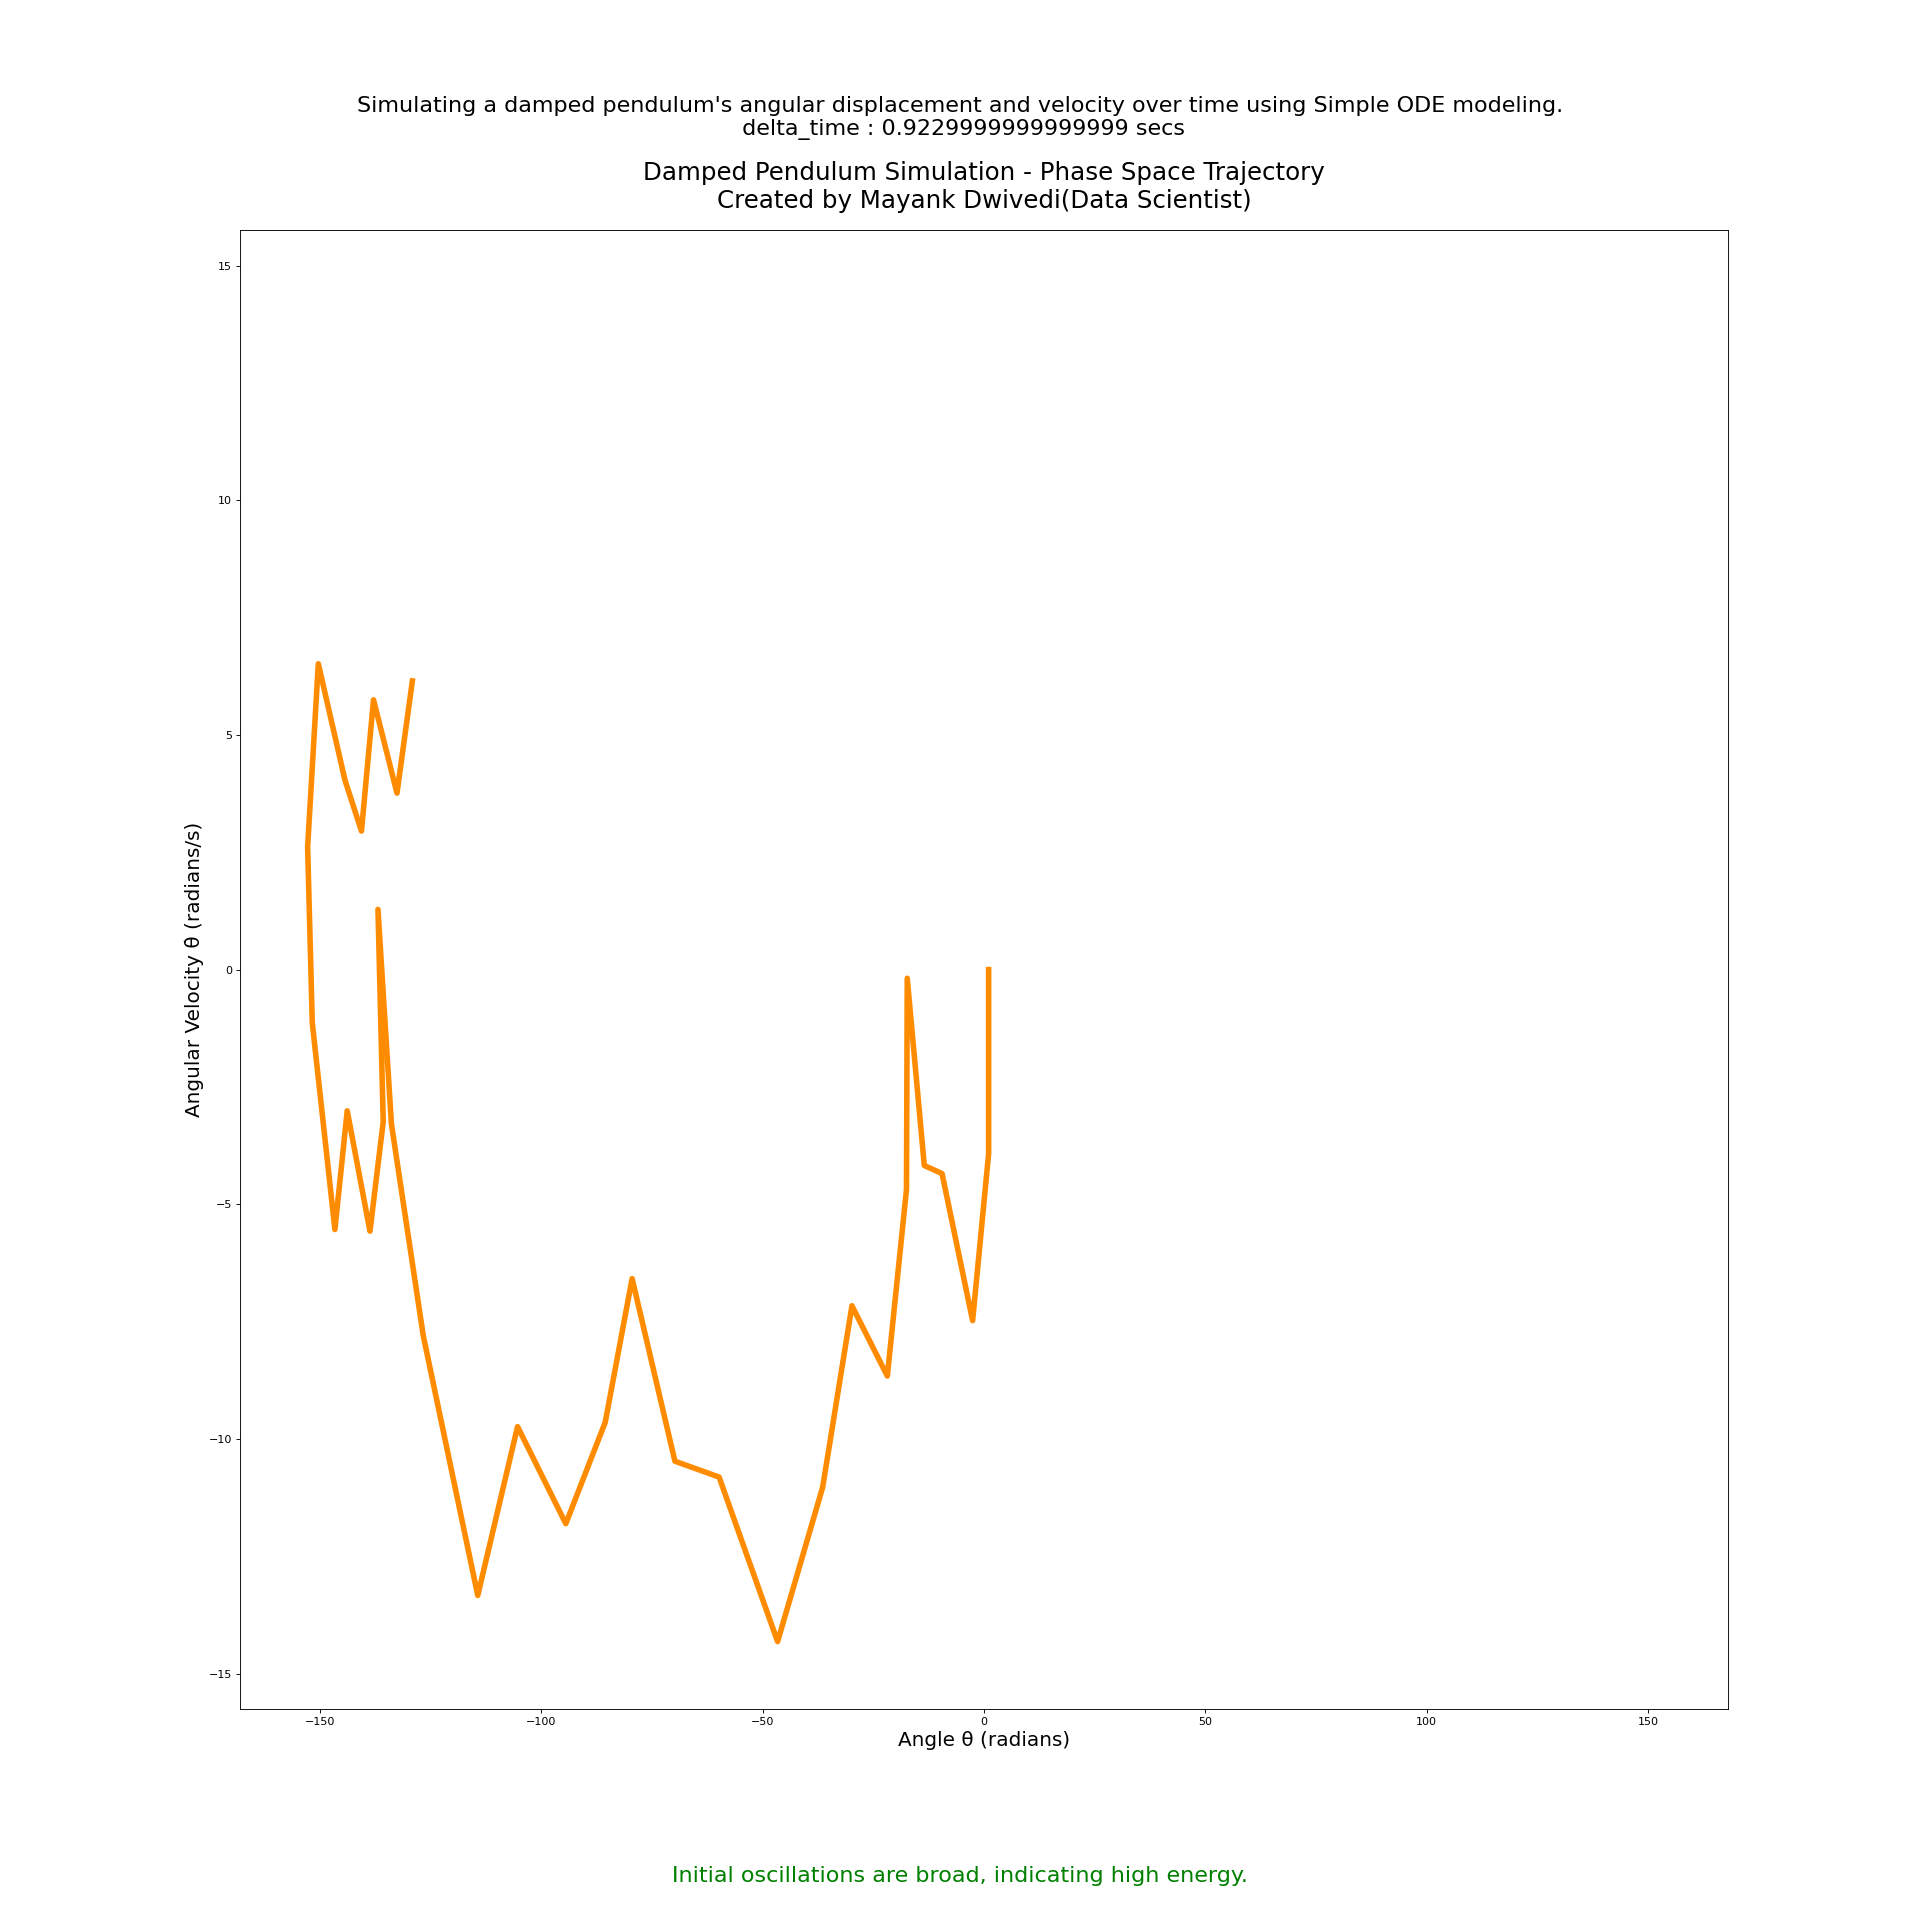 Simulating a damped pendulum's angular displacement and velocity over time using Simple ODE modeling.
delta_time : 0.9229999999999999 secs
Damped Pendulum Simulation - Phase Space Trajectory
Created by Mayank Dwivedi(Data Scientist)
15
10
5
0
−5
−10
−15
Angular Velocity θ (radians/s)
−150
−100
−50
0
50
100
150
Angle θ (radians)
Initial oscillations are broad, indicating high energy.